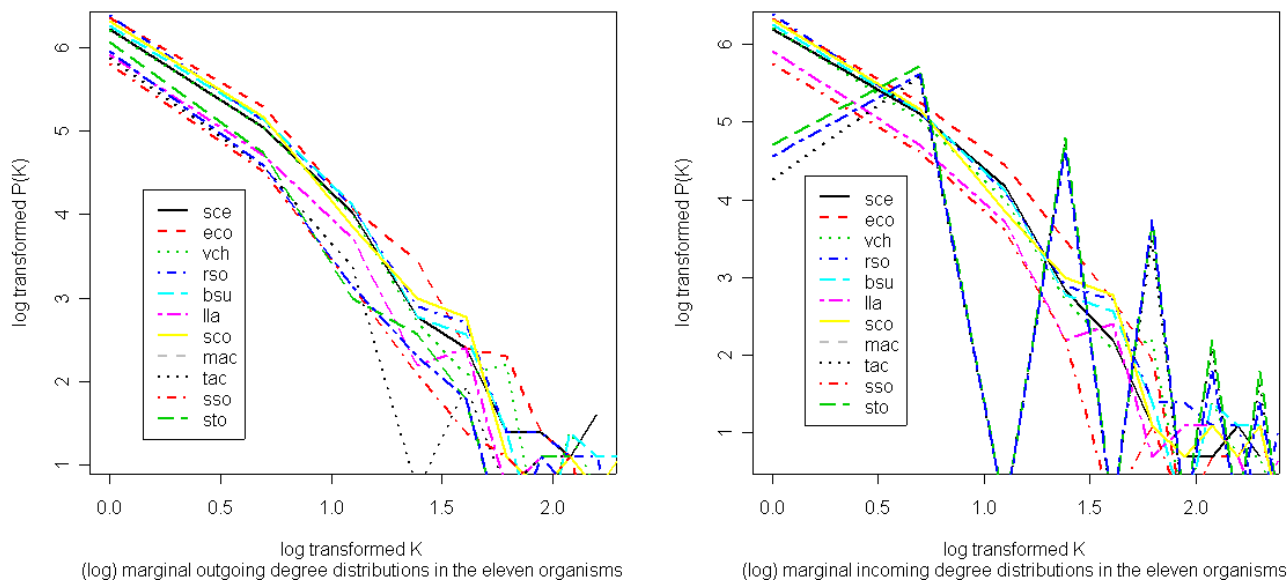 log transformed P(K)
6
5
4
3
2
1
sce
eco
vch
rso
bsu
lla
sco
mac
tac
sso
sto
0.0 0.5 1.0 1.5 2.0
log transformed K
(log) marginal outgoing degree distributions in the eleven organisms
log transformed P(K)
6
5
4
3
2
1
sce
eco
vch
rso
bsu
lla
sco
mac
tac
sso
sto
0.0 0.5 1.0 1.5 2.0
log transformed K
(log) marginal incoming degree distributions in the eleven organisms